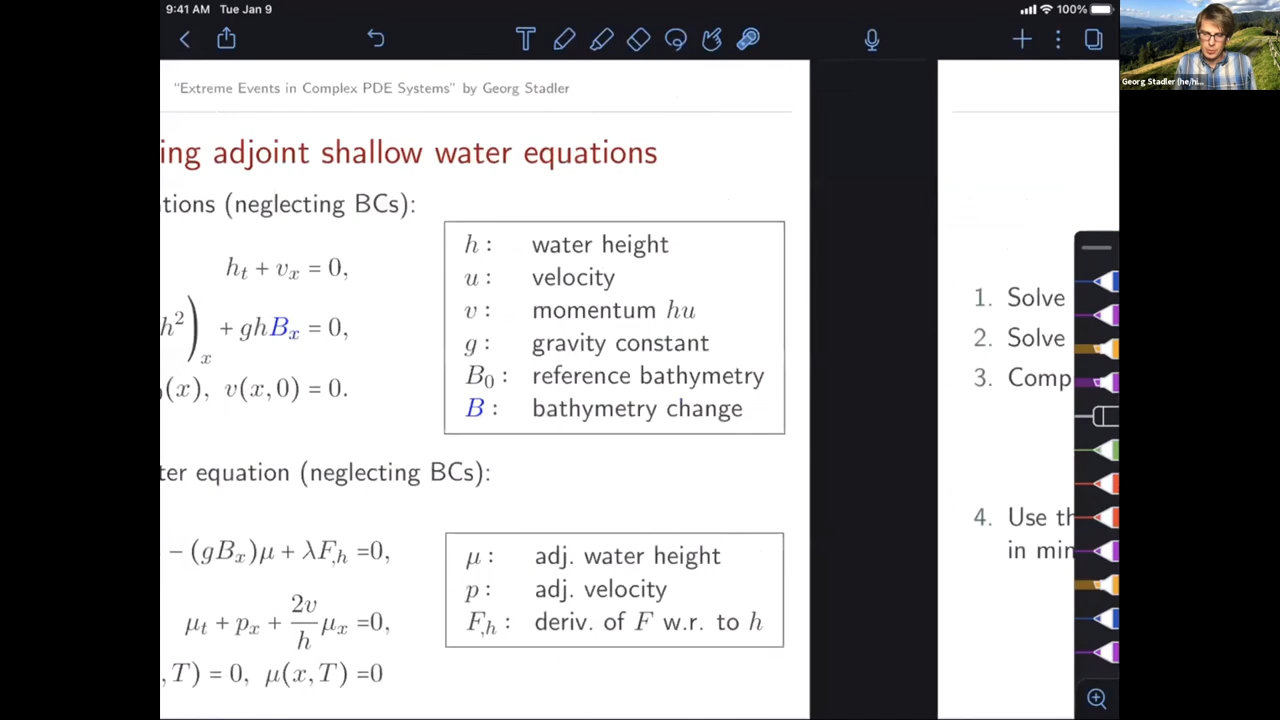 9:41 AM Tue Jan 9
100%
Georg Stadler (he/hi...
"Extreme Events in Complex PDE Systems" by Georg Stadler
ing adjoint shallow water equations
tions (neglecting BCs):
h_t + v_x = 0,
h^2)_x + ghB_x = 0,
(x), v(x, 0) = 0.
h : water height
u : velocity
v : momentum hu
g : gravity constant
B_0 : reference bathymetry
B : bathymetry change
ter equation (neglecting BCs):
− (gB_x)μ + λF_{,h} =0,
μ_t + p_x + \frac{2v}{h} μ_x =0,
, T) = 0, μ(x, T) =0
μ : adj. water height
p : adj. velocity
F_{,h} : deriv. of F w.r. to h
1. Solve
2. Solve
3. Comp
4. Use th
in min